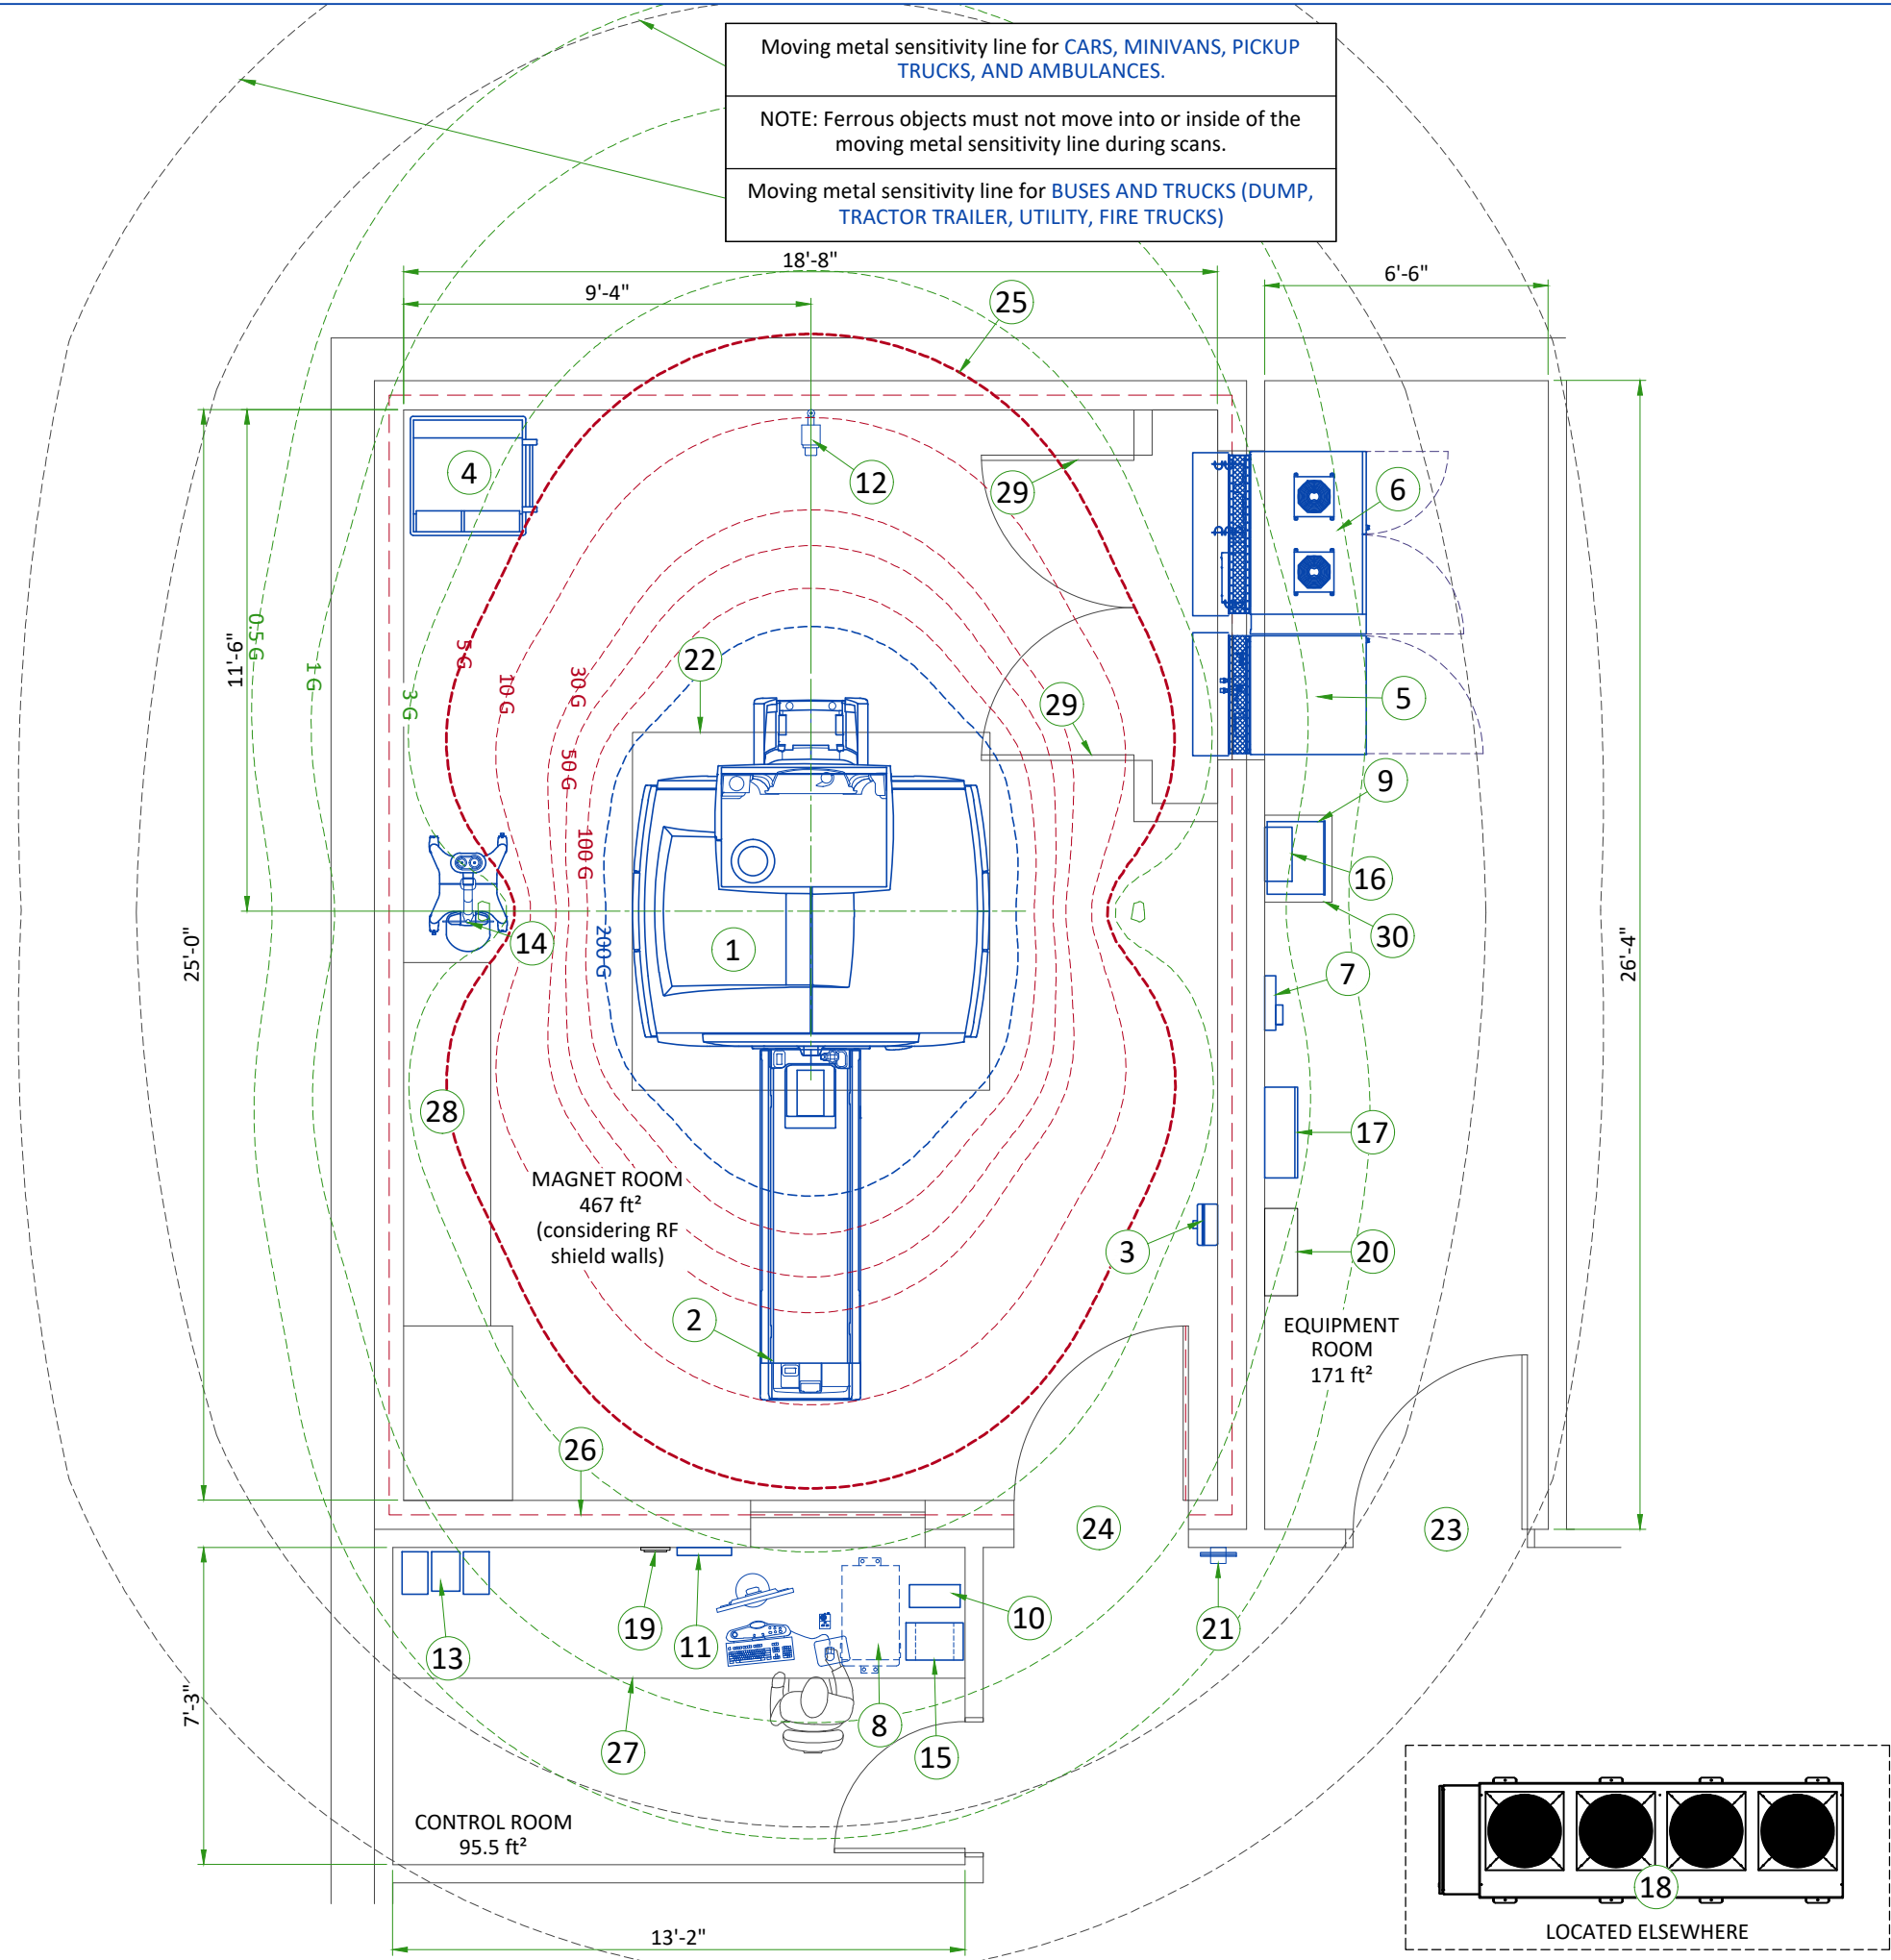 Moving metal sensitivity line for CARS, MINIVANS, PICKUP
TRUCKS, AND AMBULANCES.
NOTE: Ferrous objects must not move into or inside of the
moving metal sensitivity line during scans.
Moving metal sensitivity line for BUSES AND TRUCKS (DUMP,
TRACTOR TRAILER, UTILITY, FIRE TRUCKS)
18'-8"
6'-6"
9'-4"
25
4
12
29
6
11'-6"
0.5 G
1 G
3 G
5 G
10 G
30 G
50 G
100 G
200 G
22
29
5
9
16
14
1
30
25'-0"
26'-4"
7
28
17
MAGNET ROOM
467 ft²
(considering RF
shield walls)
3
20
2
EQUIPMENT
ROOM
171 ft²
26
24
23
13
19
11
10
21
7'-3"
27
8
15
CONTROL ROOM
95.5 ft²
18
LOCATED ELSEWHERE
13'-2"